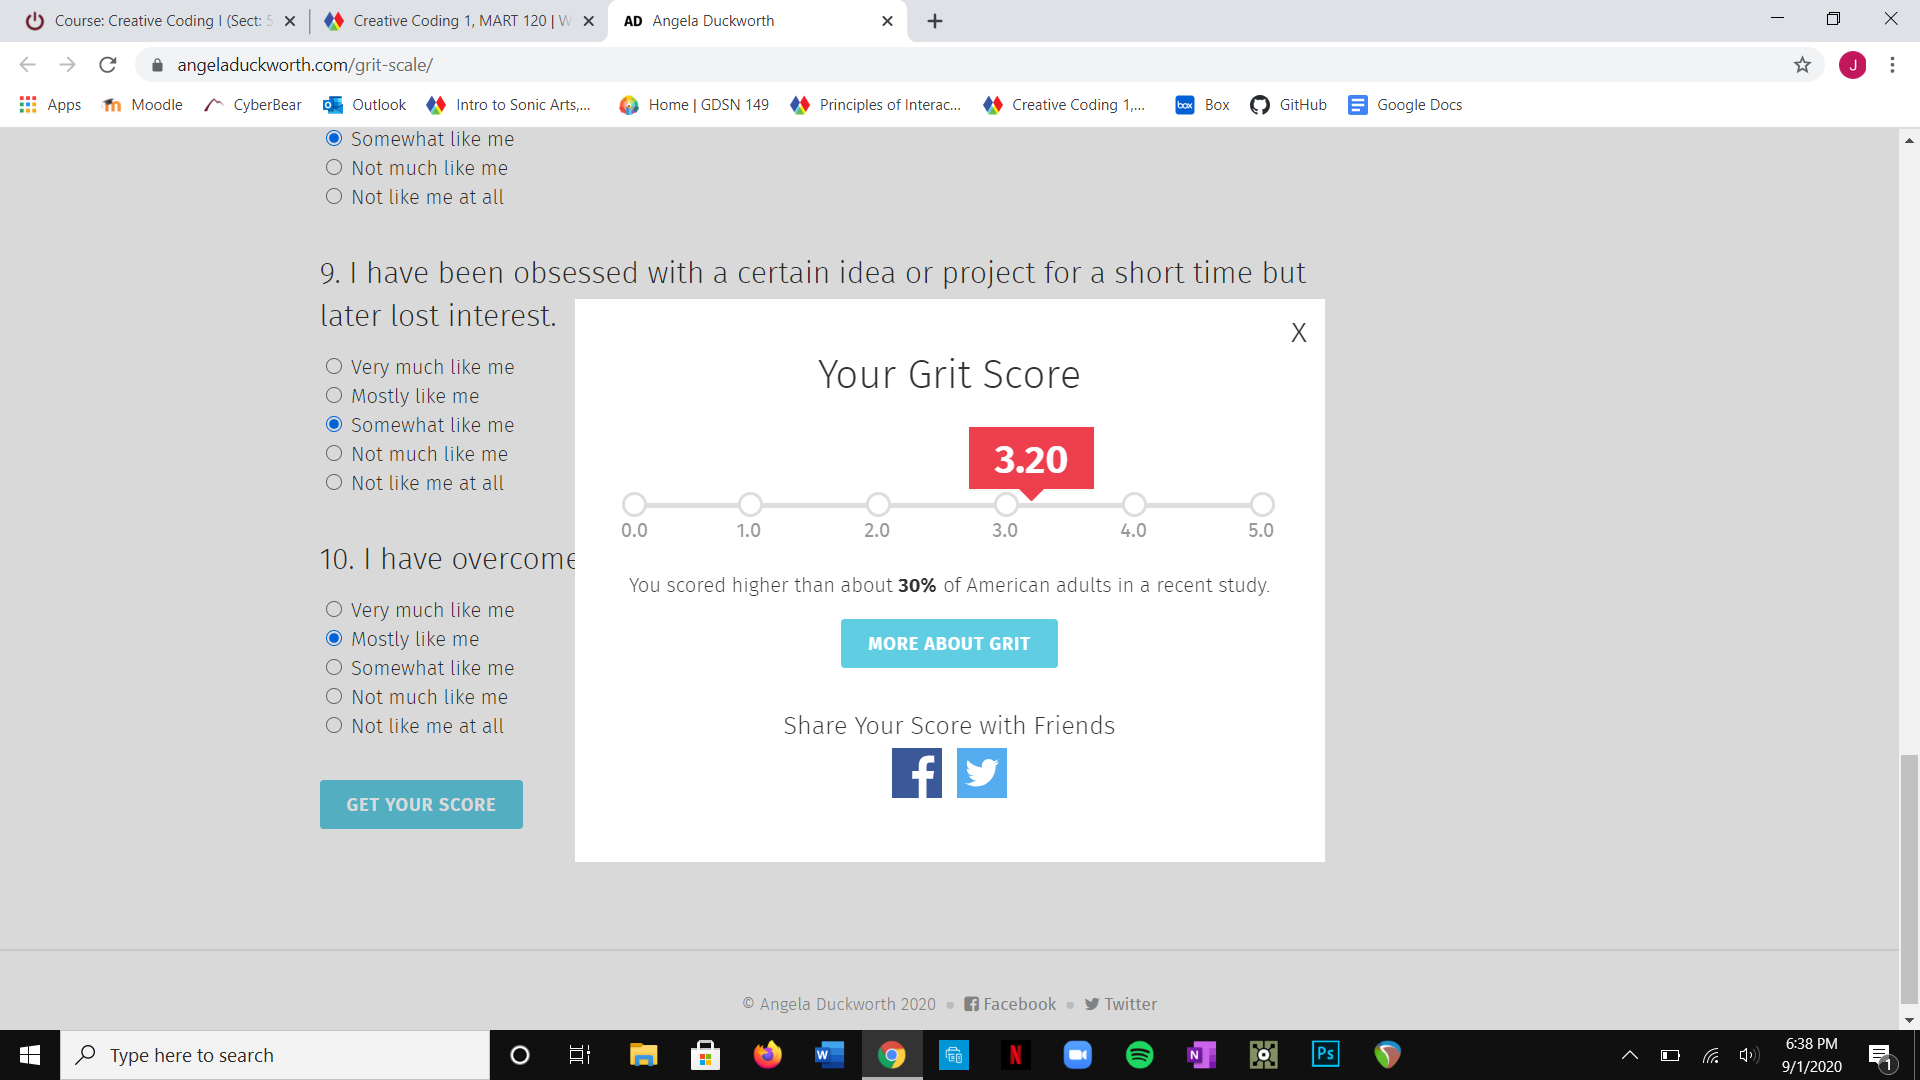 Course: Creative Coding I (Sect: 5
Creative Coding 1, MART 120 | W
AD Angela Duckworth
angeladuckworth.com/grit-scale/
J
Apps Moodle CyberBear Outlook Intro to Sonic Arts,... Home | GDSN 149 Principles of Interac... Creative Coding 1,... box Box GitHub Google Docs
Somewhat like me
Not much like me
Not like me at all
9. I have been obsessed with a certain idea or project for a short time but
later lost interest.
Very much like me
Mostly like me
Somewhat like me
Not much like me
Not like me at all
10. I have overcome
Very much like me
Mostly like me
Somewhat like me
Not much like me
Not like me at all
GET YOUR SCORE
X
Your Grit Score
3.20
0.0 1.0 2.0 3.0 4.0 5.0
You scored higher than about 30% of American adults in a recent study.
MORE ABOUT GRIT
Share Your Score with Friends
© Angela Duckworth 2020 • Facebook • Twitter
Type here to search
W
N
N
Ps
6:38 PM
9/1/2020
1